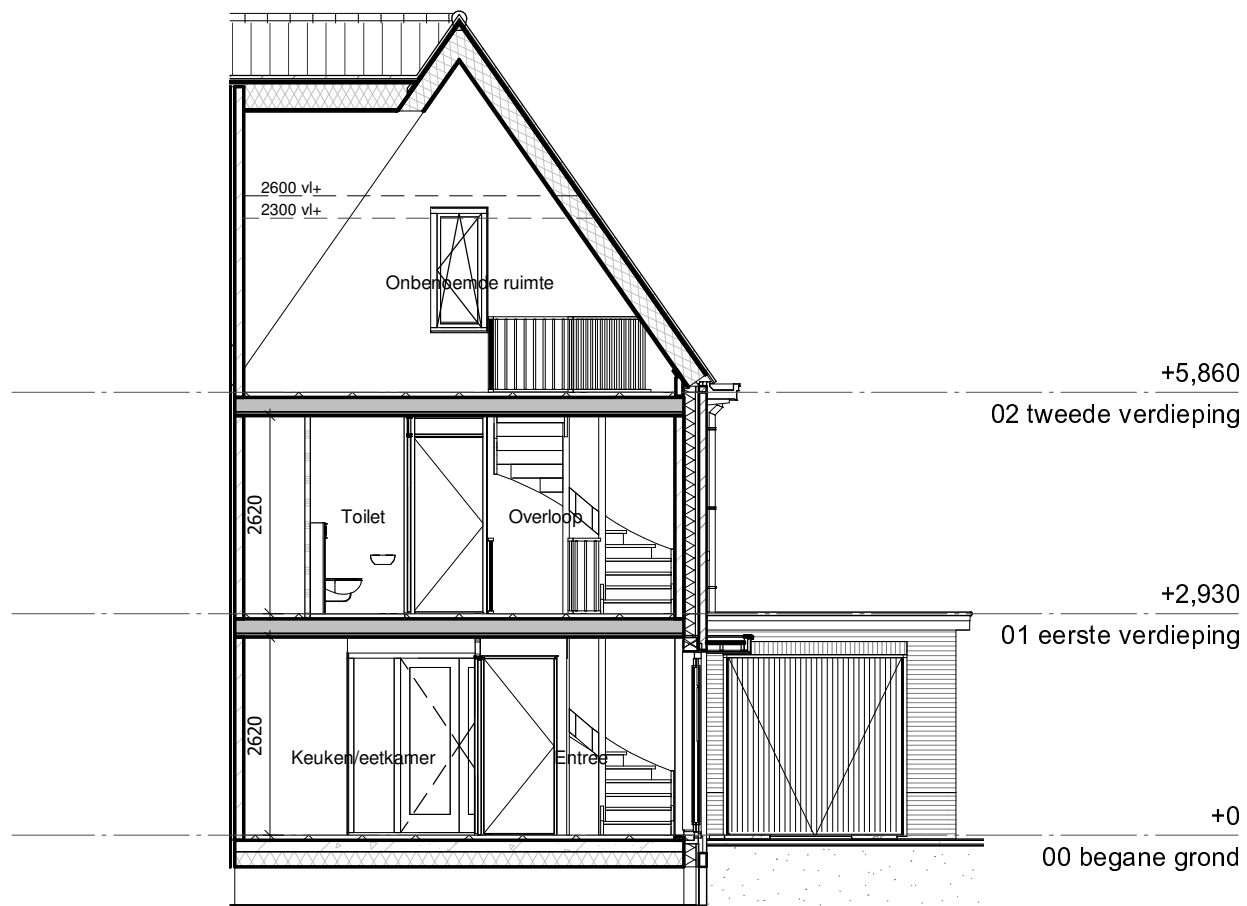 2600 vl+
2300 vl+
Onbenoemde ruimte
+5,860
02 tweede verdieping
2620
Toilet
Overloop
+2,930
01 eerste verdieping
2620
Keuken/eetkamer
Entree
+0
00 begane grond